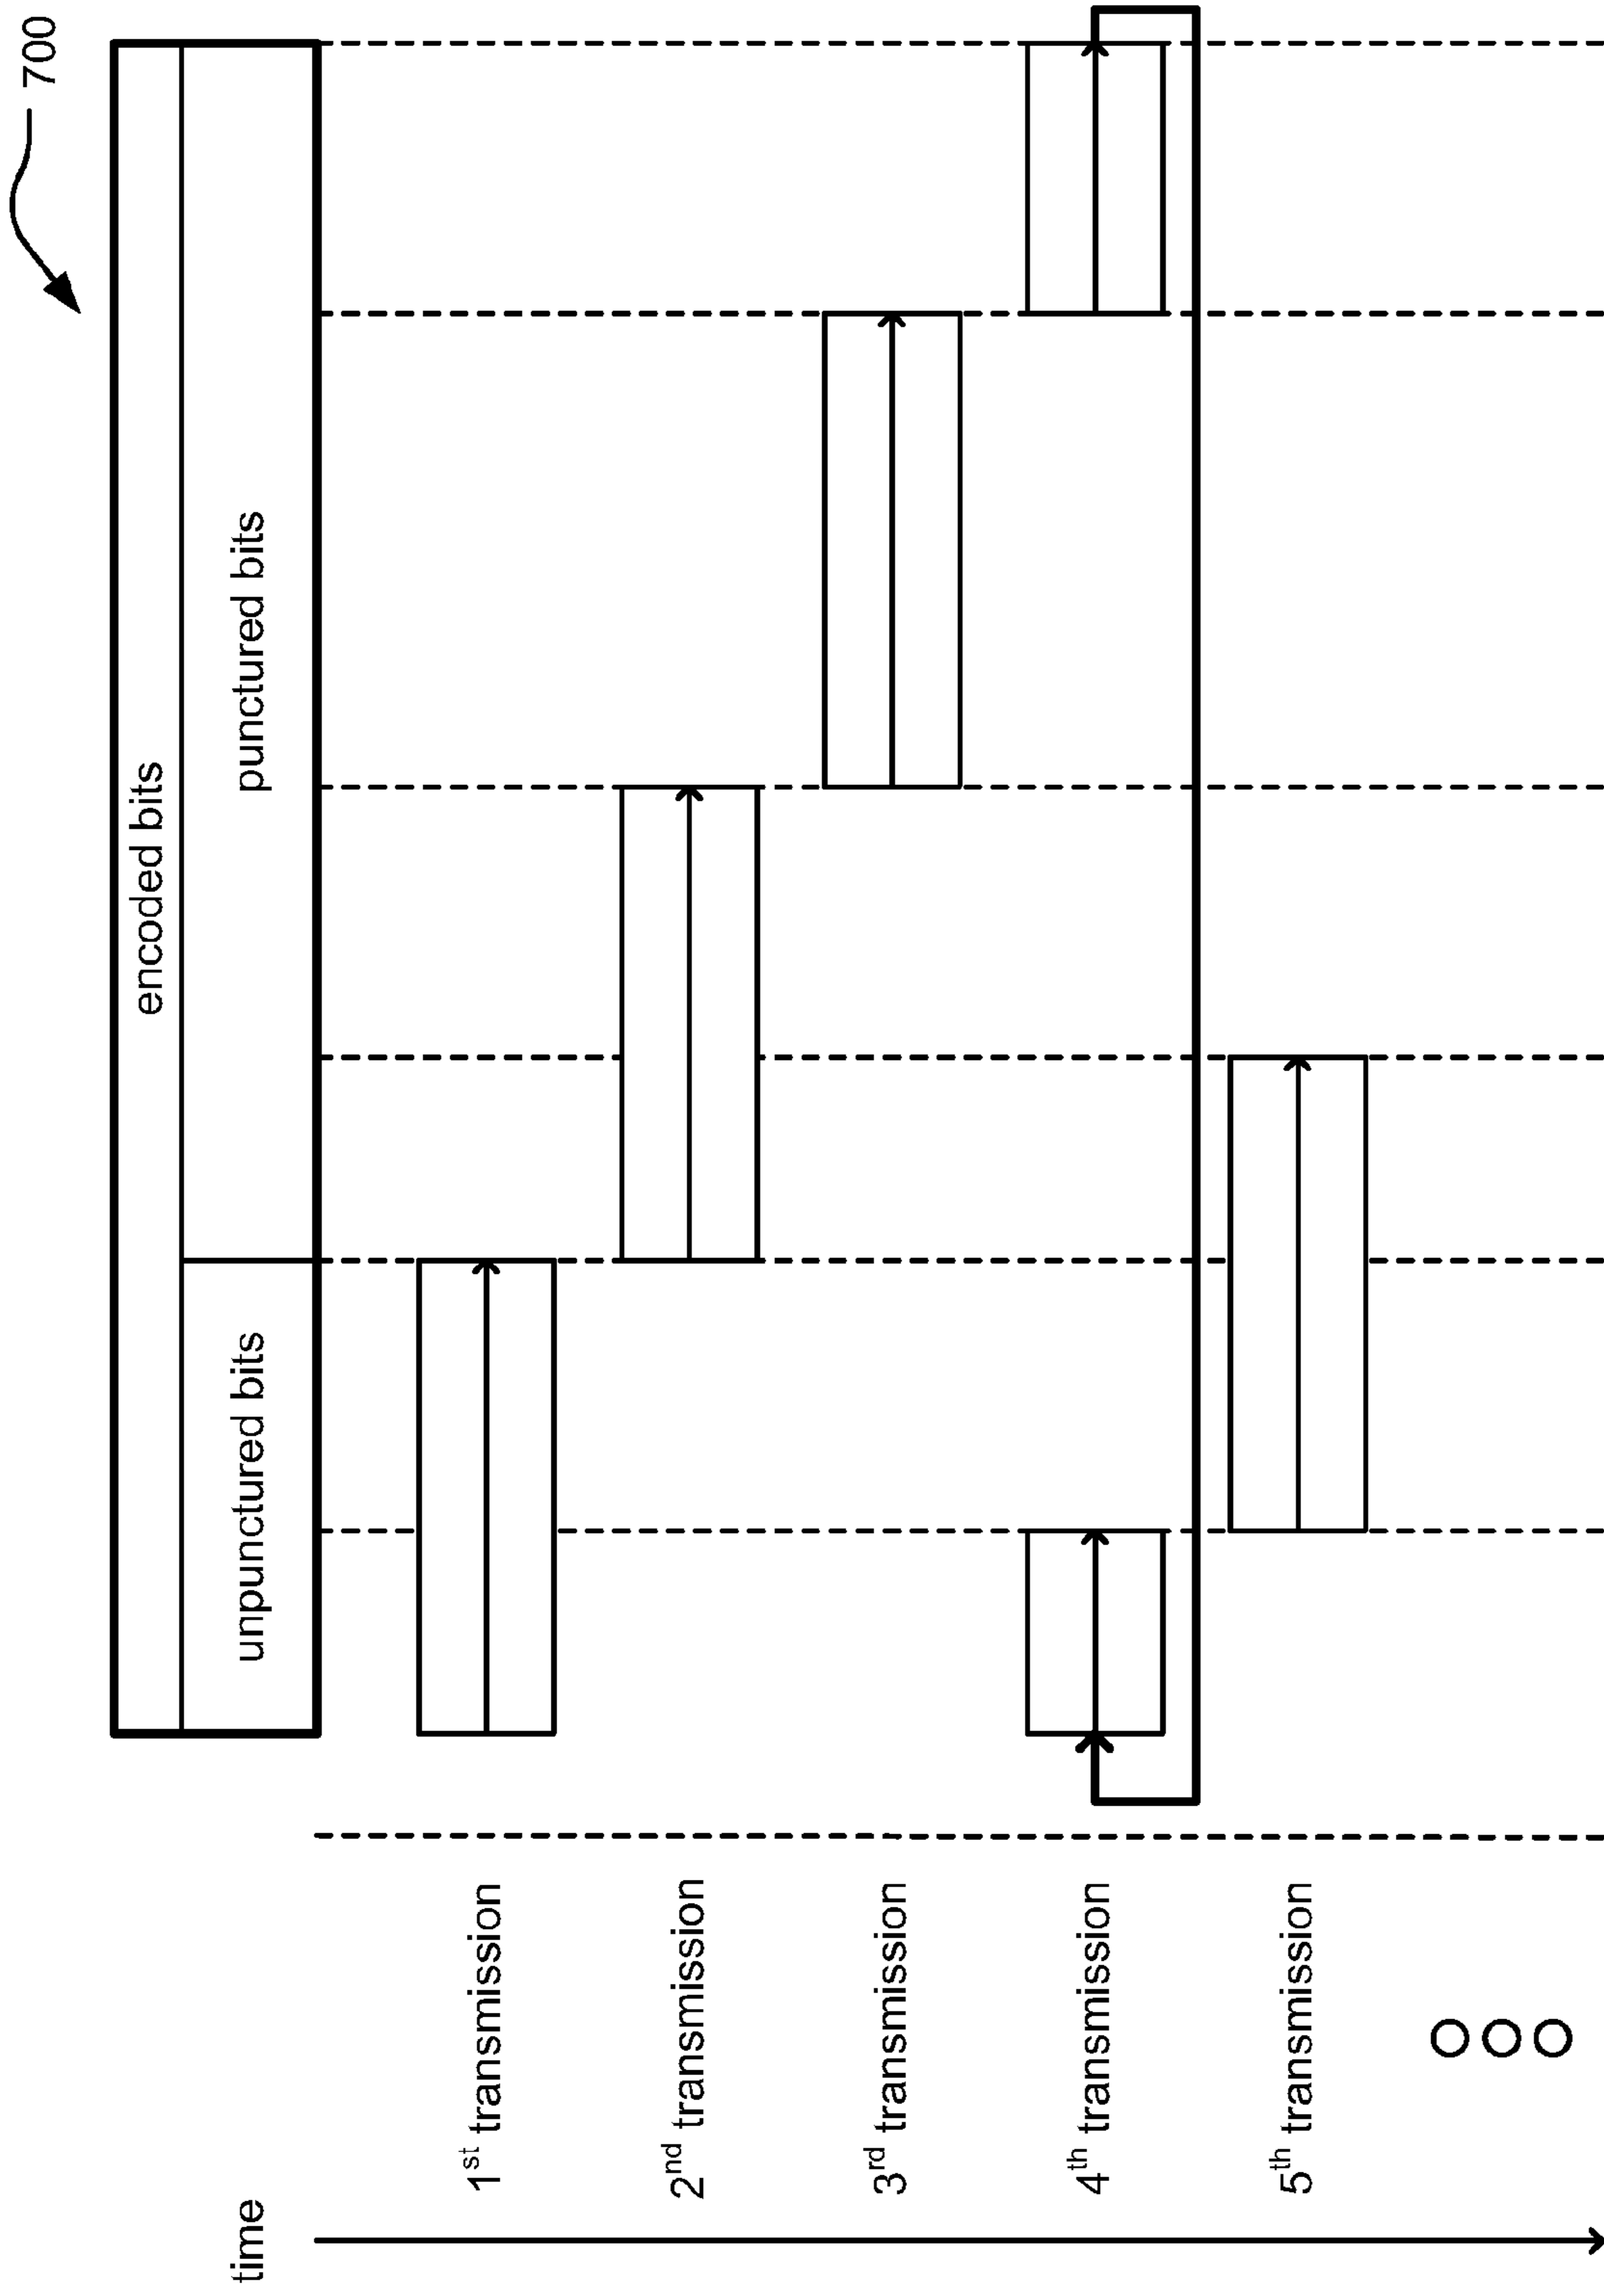 700
encoded bits
unpunctured bits
punctured bits
time
1st transmission
2nd transmission
3rd transmission
4th transmission
5th transmission